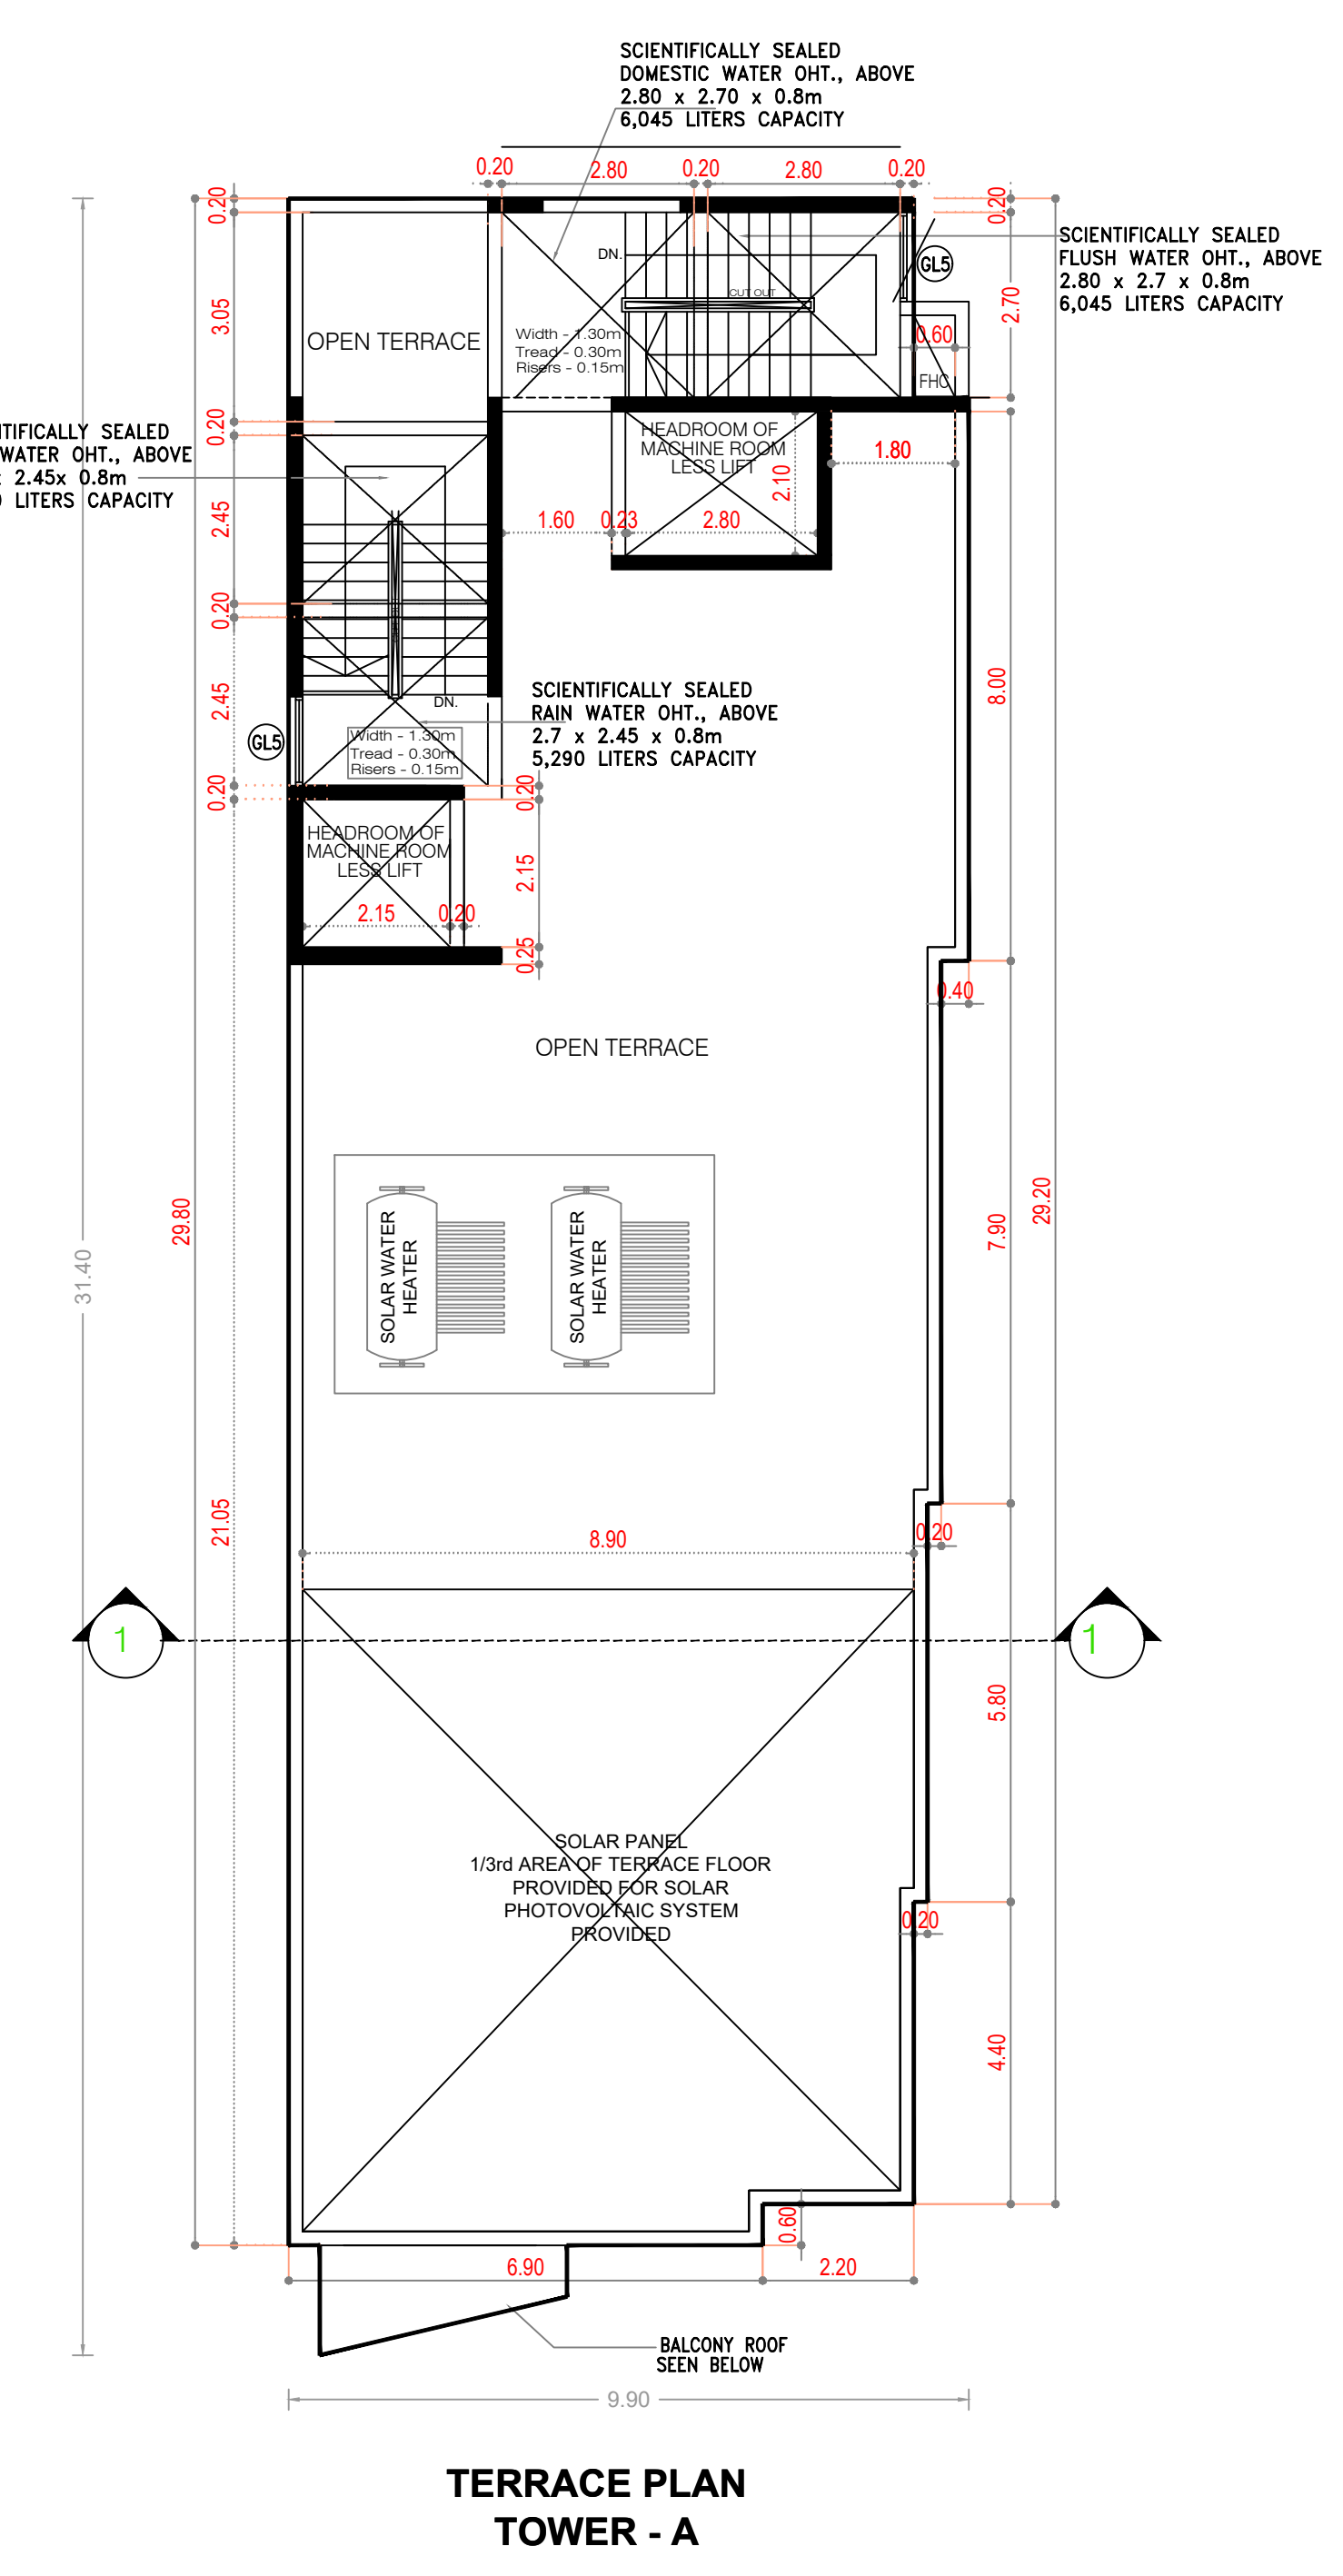 SCIENTIFICALLY SEALED
DOMESTIC WATER OHT., ABOVE
2.80 x 2.70 x 0.8m
6,045 LITERS CAPACITY
0.20
2.80
0.20
2.80
0.20
0.20
0.20
SCIENTIFICALLY SEALED
FLUSH WATER OHT., ABOVE
2.80 x 2.7 x 0.8m
6,045 LITERS CAPACITY
GL5
DN.
CUT OUT
3.05
2.70
OPEN TERRACE
Width - 1.30m
Tread - 0.30m
Risers - 0.15m
0.60
FHC
0.20
TIFICALLY SEALED
WATER OHT., ABOVE
2.45x 0.8m
LITERS CAPACITY
HEADROOM OF
MACHINE ROOM
LESS LIFT
1.80
2.10
2.45
1.60
0.23
2.80
0.20
2.45
8.00
SCIENTIFICALLY SEALED
RAIN WATER OHT., ABOVE
2.7 x 2.45 x 0.8m
5,290 LITERS CAPACITY
DN.
GL5
Width - 1.30m
Tread - 0.30m
Risers - 0.15m
0.20
0.20
HEADROOM OF
MACHINE ROOM
LESS LIFT
2.15
2.15
0.20
0.25
0.40
OPEN TERRACE
29.80
31.40
29.20
7.90
SOLAR WATER
HEATER
SOLAR WATER
HEATER
21.05
8.90
0.20
1
1
5.80
SOLAR PANEL
1/3rd AREA OF TERRACE FLOOR
PROVIDED FOR SOLAR
PHOTOVOLTAIC SYSTEM
PROVIDED
0.20
4.40
0.60
6.90
2.20
BALCONY ROOF
SEEN BELOW
9.90
TERRACE PLAN
TOWER - A